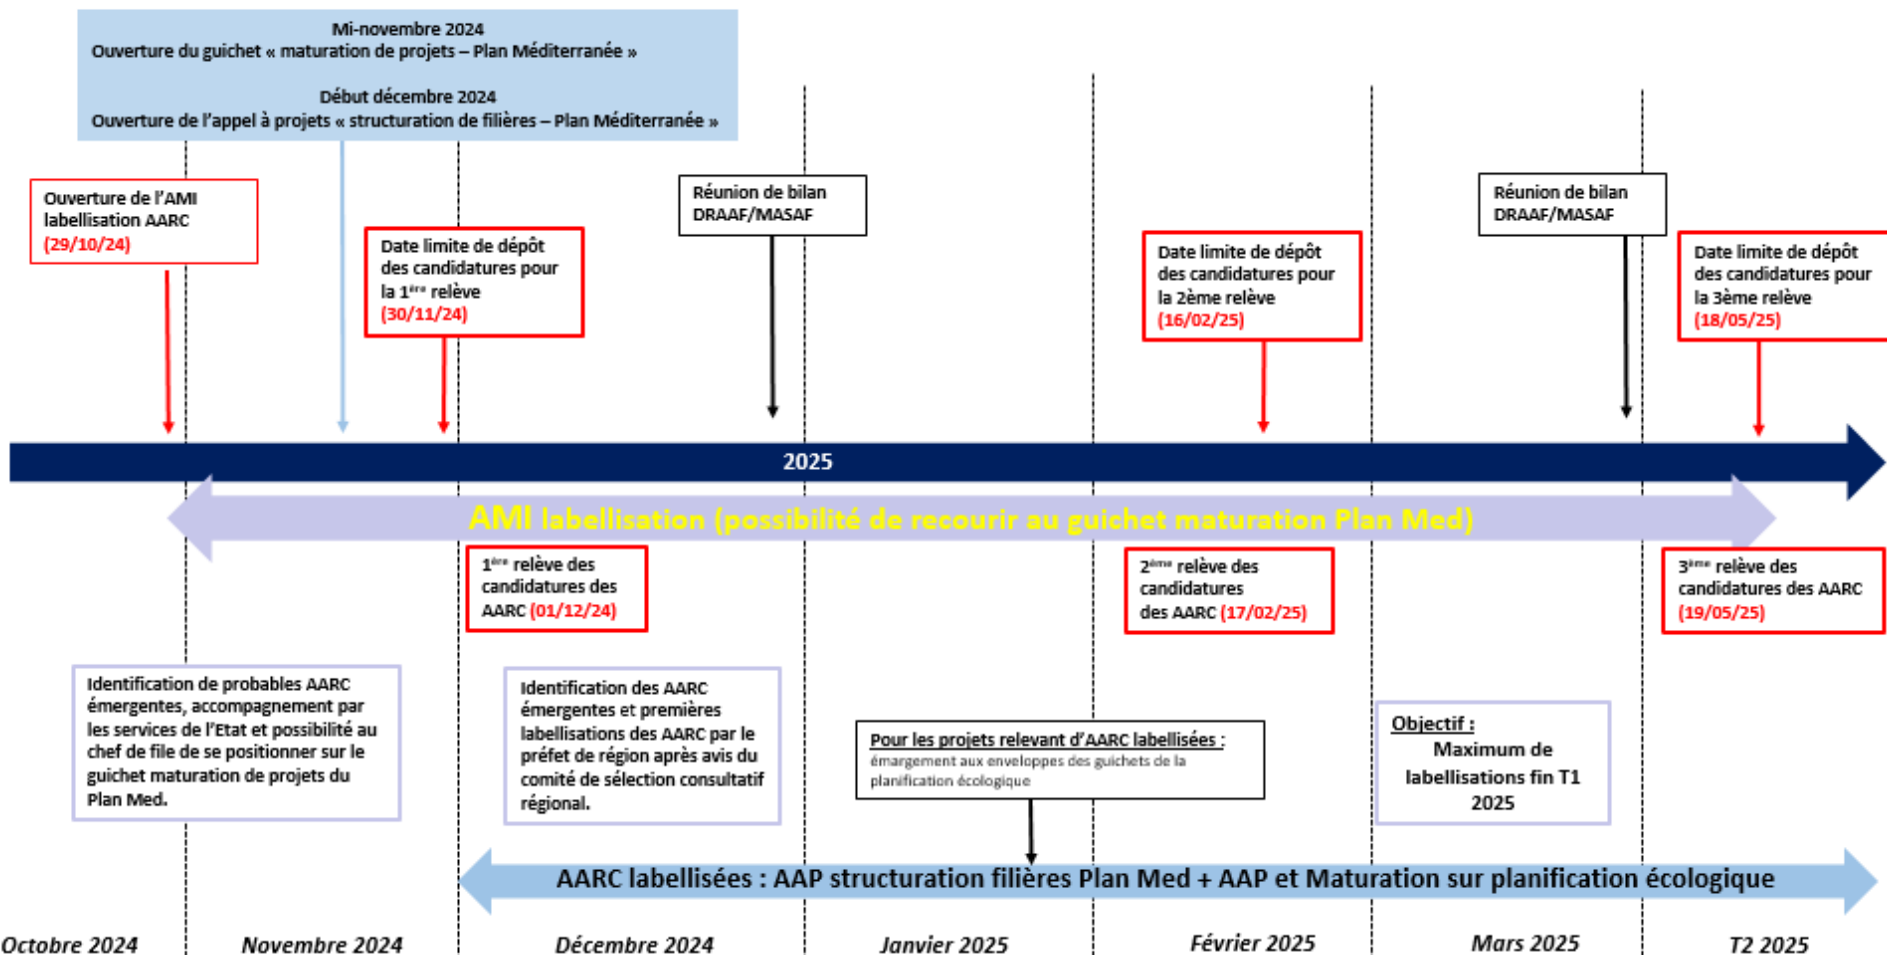 Mi-novembre 2024
Ouverture du guichet « maturation de projets – Plan Méditerranée »
Début décembre 2024
Ouverture de l'appel à projets « structuration de filières – Plan Méditerranée »
Ouverture de l'AMI
labellisation AARC
(29/10/24)
Date limite de dépôt
des candidatures pour
la 1ère relève
(30/11/24)
Réunion de bilan
DRAAF/MASAF
Date limite de dépôt
des candidatures pour
la 2ème relève
(16/02/25)
Réunion de bilan
DRAAF/MASAF
Date limite de dépôt
des candidatures pour
la 3ème relève
(18/05/25)
2025
AMI labellisation (possibilité de recourir au guichet maturation Plan Med)
1ère relève des
candidatures des
AARC (01/12/24)
2ème relève des
candidatures
des AARC (17/02/25)
3ème relève des
candidatures des AARC
(19/05/25)
Identification de probables AARC
émergentes, accompagnement par
les services de l'Etat et possibilité au
chef de file de se positionner sur le
guichet maturation de projets du
Plan Med.
Identification des AARC
émergentes et premières
labellisations des AARC par le
préfet de région après avis du
comité de sélection consultatif
régional.
Pour les projets relevant d'AARC labellisées :
émargement aux enveloppes des guichets de la
planification écologique
Objectif :
Maximum de
labellisations fin T1
2025
AARC labellisées : AAP structuration filières Plan Med + AAP et Maturation sur planification écologique
Octobre 2024
Novembre 2024
Décembre 2024
Janvier 2025
Février 2025
Mars 2025
T2 2025